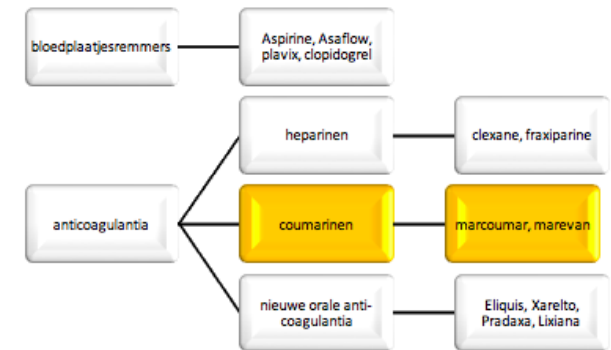 bloedplaatjesremmers
Aspirine, Asaflow,
plavix, clopidogrel
heparinen
clexane, fraxiparine
anticoagulantia
coumarinen
marcoumar, marevan
nieuwe orale anti-
coagulantia
Eliquis, Xarelto,
Pradaxa, Lixiana